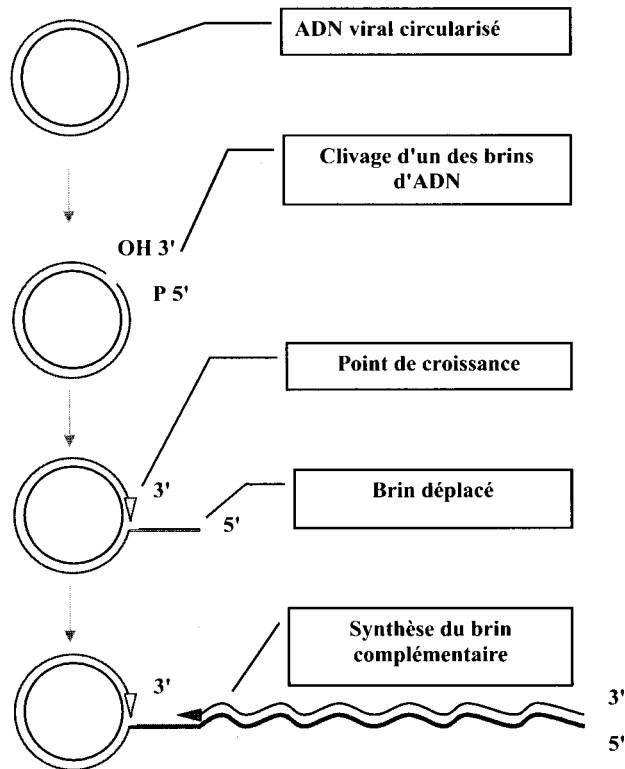 ADN viral circularisé
Clivage d'un des brins
d'ADN
OH 3'
P 5'
Point de croissance
3'
Brin déplacé
5'
Synthèse du brin
complémentaire
3'
3'
5'